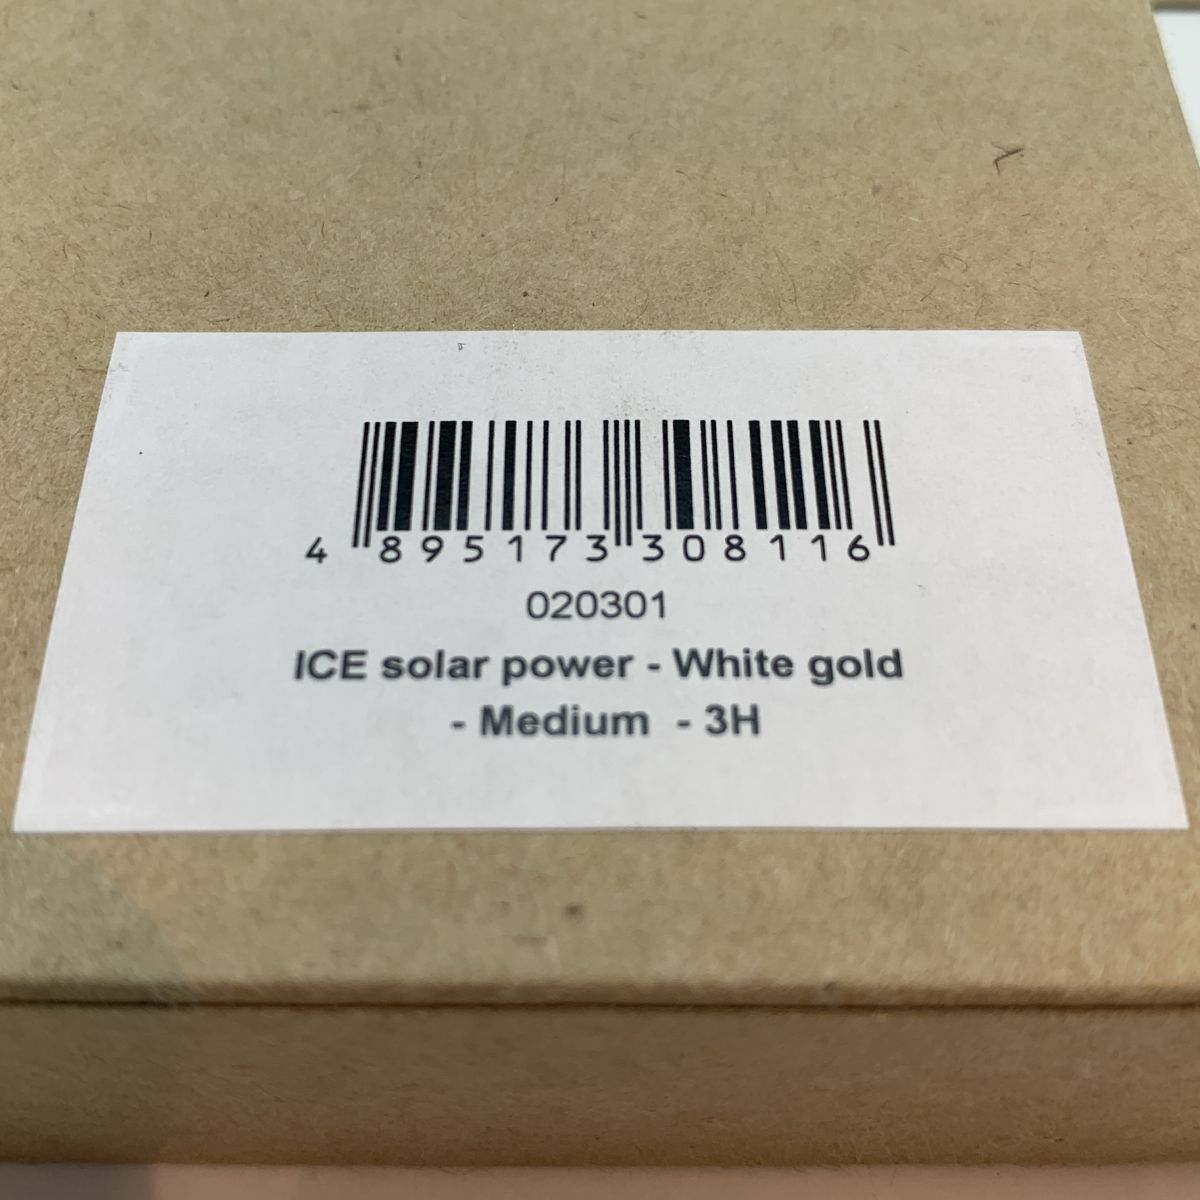 4 895173 308116
020301
ICE solar power - White gold
- Medium - 3H